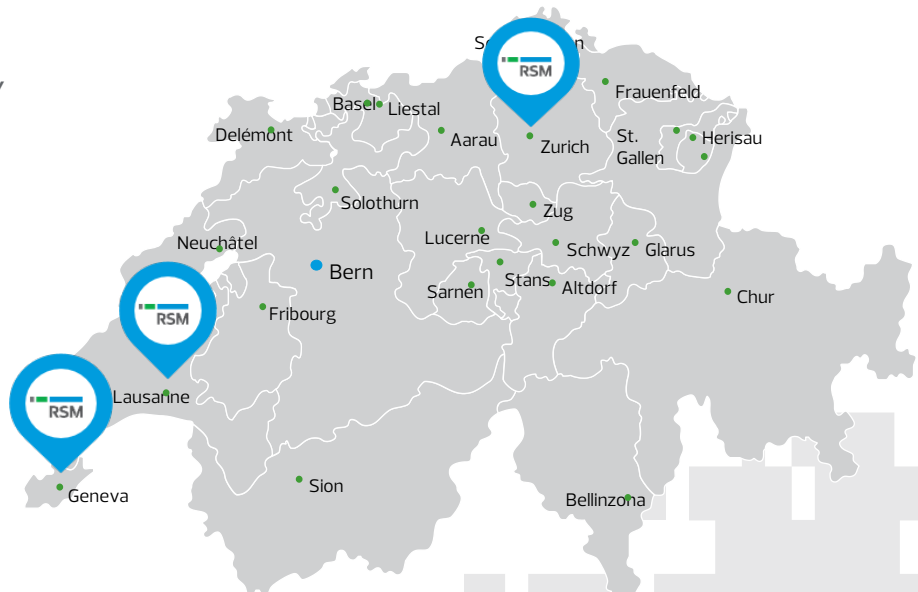 RSM
Frauenfeld
Basel
Liestal
Delémont
Aarau
Zurich
St.
Gallen
Herisau
Solothurn
Zug
Neuchâtel
Lucerne
Schwyz
Glarus
Bern
Stans
Altdorf
Sarnen
Chur
RSM
Fribourg
Lausanne
RSM
Geneva
Sion
Bellinzona